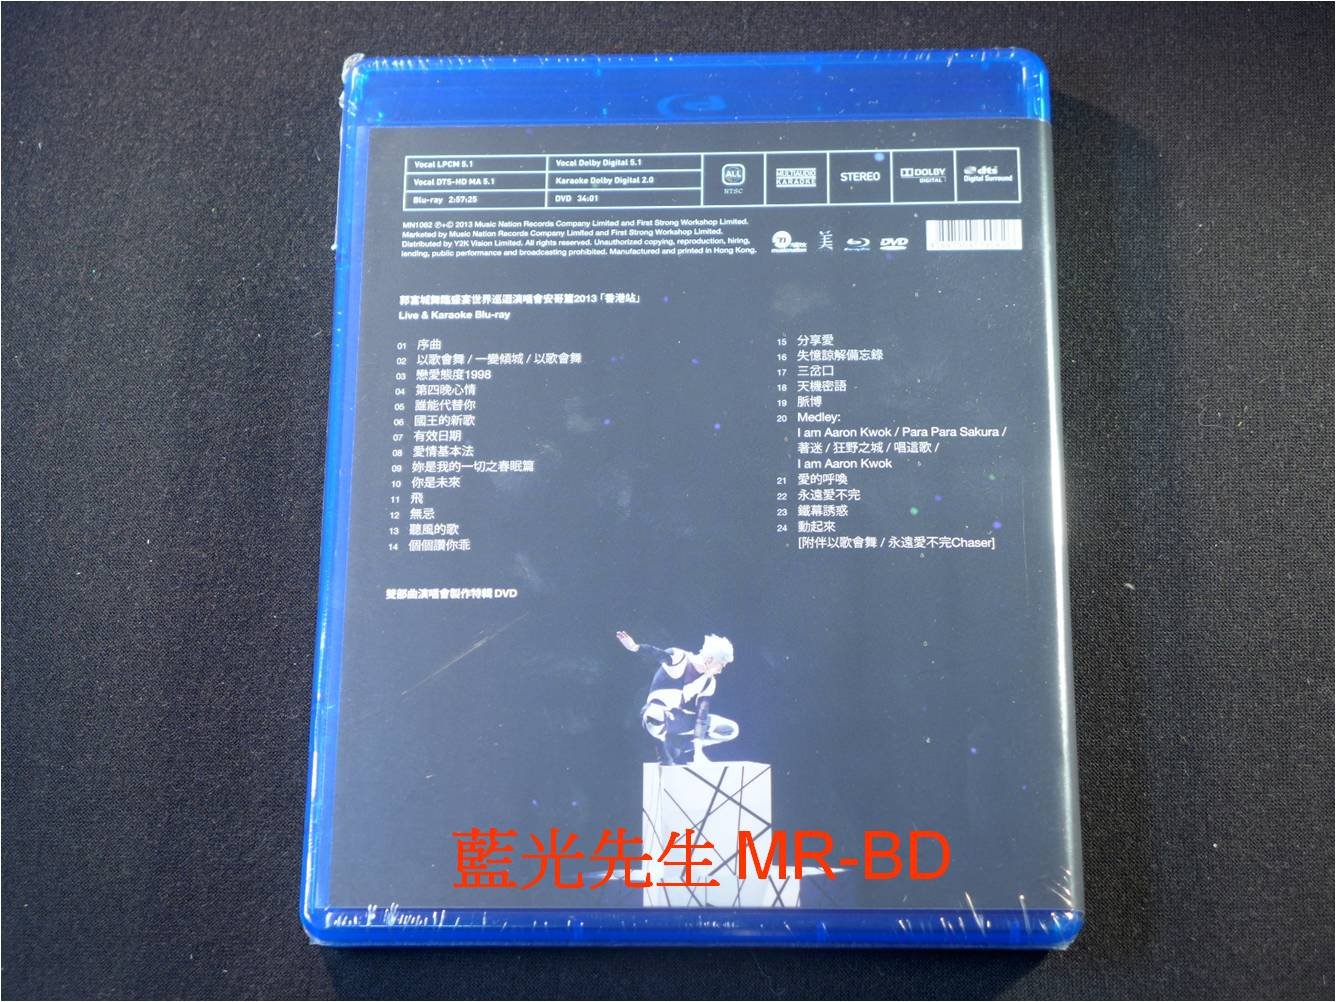 Vocal LPCM 5.1
Vocal Dolby Digital 5.1
Vocal DTS-HD MA 5.1
Karaoke Dolby Digital 2.0
Blu-ray 2:57:25
DVD 34:01
ALL
NTSC
MULTIAUDIO
KARAOKE
STEREO
DOLBY
DIGITAL
dts
Digital Surround
MN1062 ℗+© 2013 Music Nation Records Company Limited and First Strong Workshop Limited.
Marketed by Music Nation Records Company Limited and First Strong Workshop Limited.
Distributed by Y2K Vision Limited. All rights reserved. Unauthorized copying, reproduction, hiring,
lending, public performance and broadcasting prohibited. Manufactured and printed in Hong Kong.
美
DVD
郭富城舞臨盛宴世界巡迴演唱會安哥篇2013「香港站」
Live & Karaoke Blu-ray
01 序曲
02 以歌會舞 / 一變傾城 / 以歌會舞
03 戀愛態度1998
04 第四晚心情
05 誰能代替你
06 國王的新歌
07 有效日期
08 愛情基本法
09 妳是我的一切之春眠篇
10 你是未來
11 飛
12 無忌
13 聽風的歌
14 個個讚你乖
15 分享愛
16 失憶諒解備忘錄
17 三岔口
18 天機密語
19 脈博
20 Medley:
I am Aaron Kwok / Para Para Sakura /
著迷 / 狂野之城 / 唱這歌 /
I am Aaron Kwok
21 愛的呼喚
22 永遠愛不完
23 鐵幕誘惑
24 動起來
[附伴以歌會舞 / 永遠愛不完Chaser]
雙部曲演唱會製作特輯 DVD
藍光先生 MR-BD